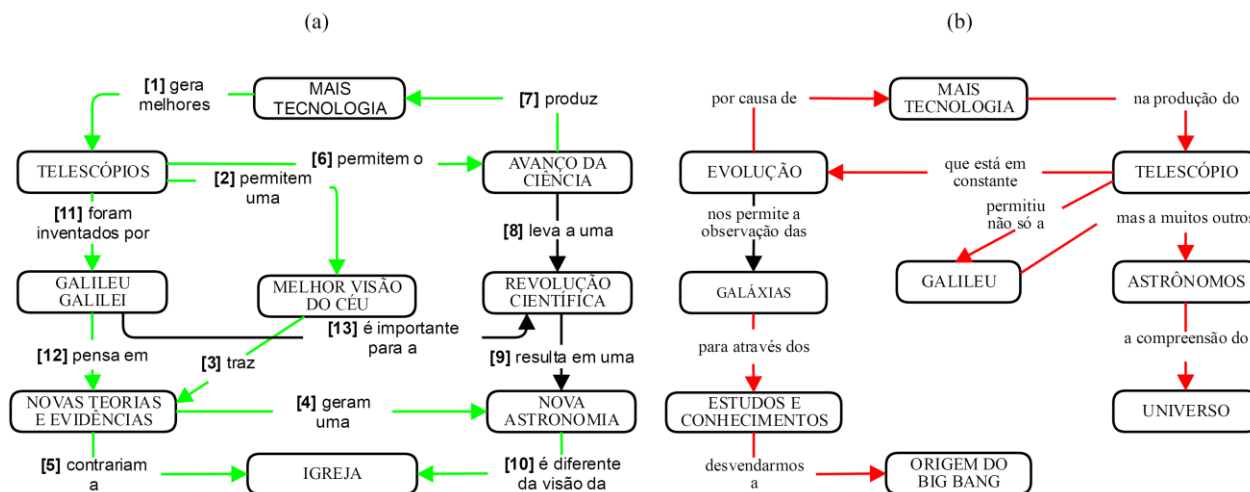 (a)
[1] gera
melhores
MAIS
TECNOLOGIA
[7] produz
TELESCÓPIOS
[6] permitem o
[2] permitem
uma
AVANÇO DA
CIÊNCIA
[11] foram
inventados por
[8] leva a uma
GALILEU
GALILEI
MELHOR VISÃO
DO CÉU
REVOLUÇÃO
CIENTÍFICA
[13] é importante
para a
[12] pensa em
[3] traz
[9] resulta em uma
NOVAS TEORIAS
E EVIDÊNCIAS
[4] geram
uma
NOVA
ASTRONOMIA
[5] contrariam
a
IGREJA
[10] é diferente
da visão da
(b)
por causa de
MAIS
TECNOLOGIA
na produção do
EVOLUÇÃO
que está em
constante
TELESCÓPIO
nos permite a
observação das
permitiu
não só a
mas a muitos outros
GALÁXIAS
GALILEU
ASTRÔNOMOS
para através dos
a compreensão do
ESTUDOS E
CONHECIMENTOS
UNIVERSO
desvendarmos
a
ORIGEM DO
BIG BANG